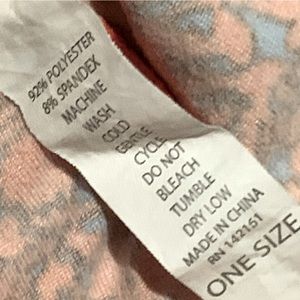 92% POLYESTER
8% SPANDEX
MACHINE
WASH
COLD
GENTLE
CYCLE
DO NOT
BLEACH
TUMBLE
DRY LOW
MADE IN CHINA
RN 142151
ONE SIZE